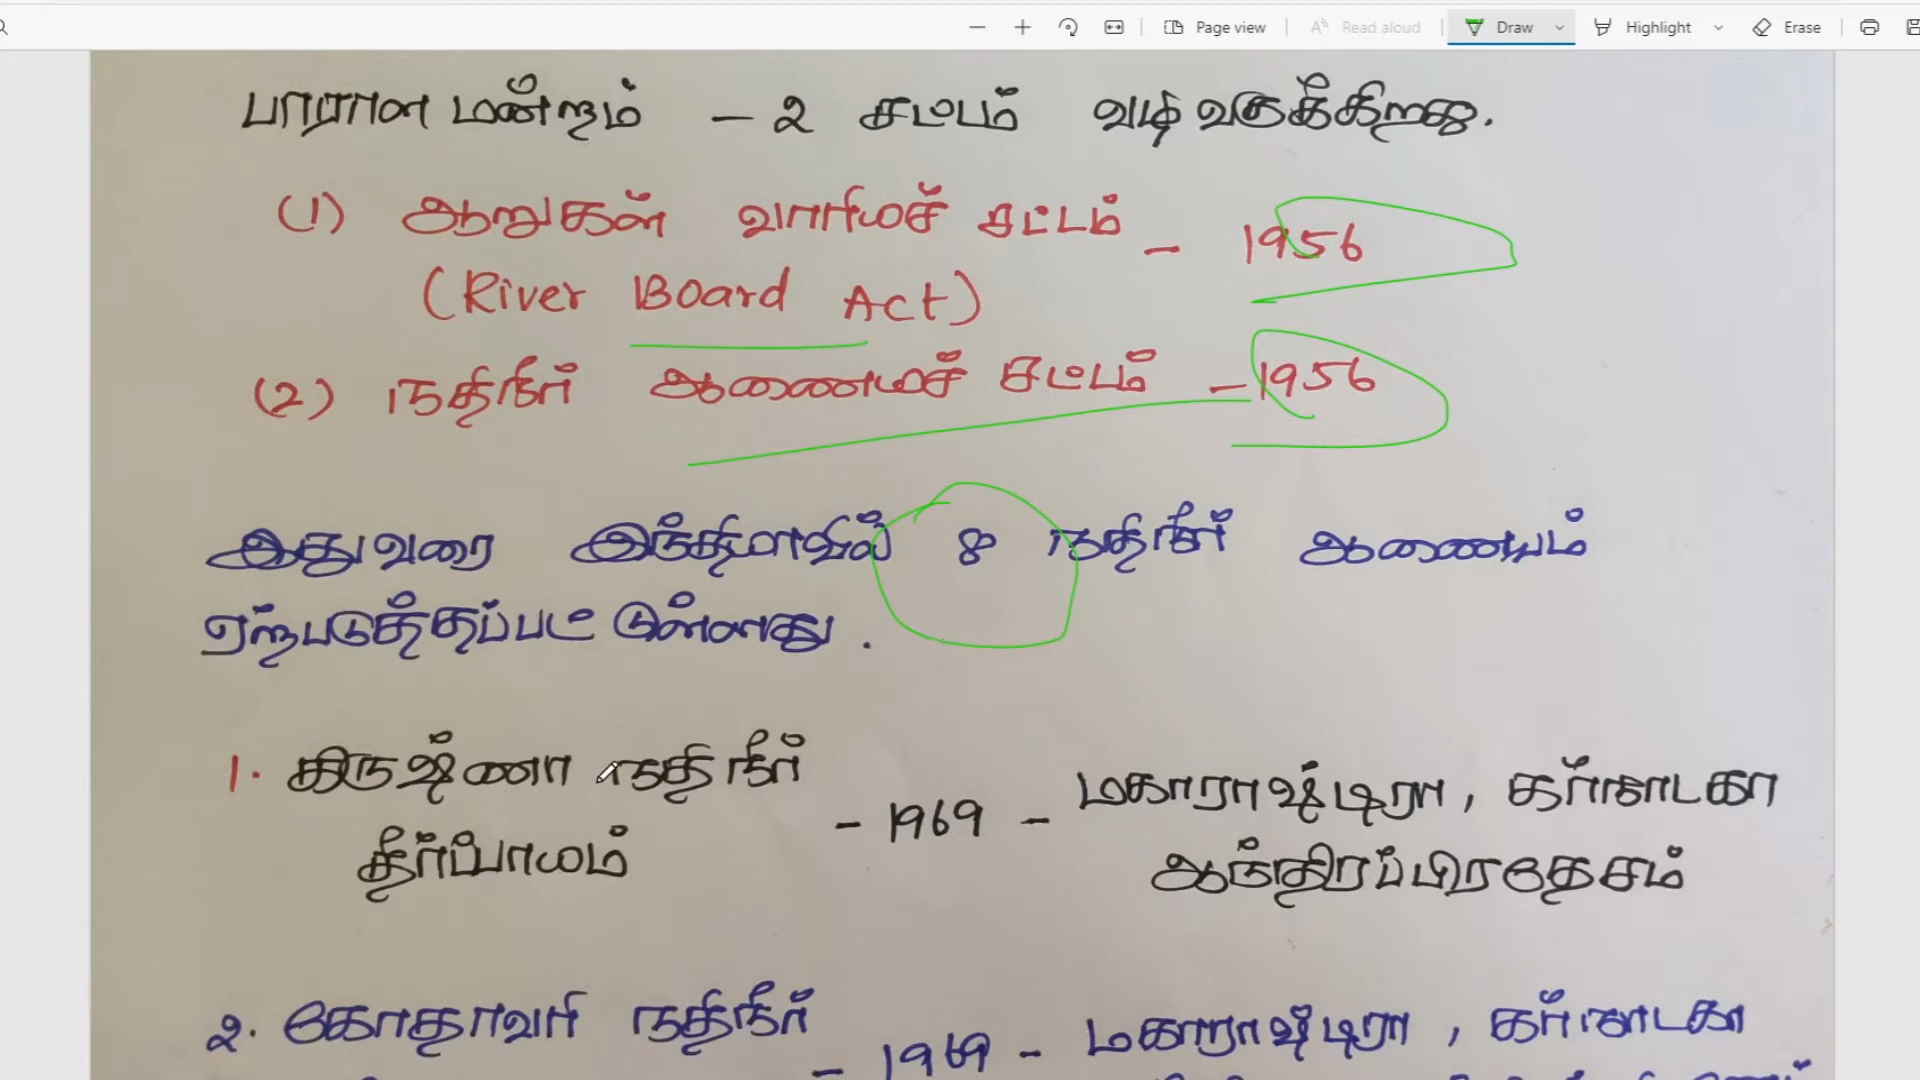 Page view Read aloud Draw Highlight Erase
பாராள மன்றம் - 2 சட்டம் வடிவகுக்கிறது.
(1) ஆறுகள் வாரியச் சட்டம் - 1956
(River Board Act)
(2) நதிநீர் ஆணையச் சட்டம் - 1956
இதுவரை இந்தியாவில் 8 நதிநீர் ஆணையம்
ஏற்படுத்தப்பட்டுள்ளது.
1. கிருஷ்ணா நதி நீர்
தீர்ப்பாயம் - 1969 - மகாராஷ்டிரா, கர்நாடகா
ஆந்திரப்பிரதேசம்
2. கோதாவரி நதிநீர்
- 1969 - மகாராஷ்டிரா, கர்நாடகா